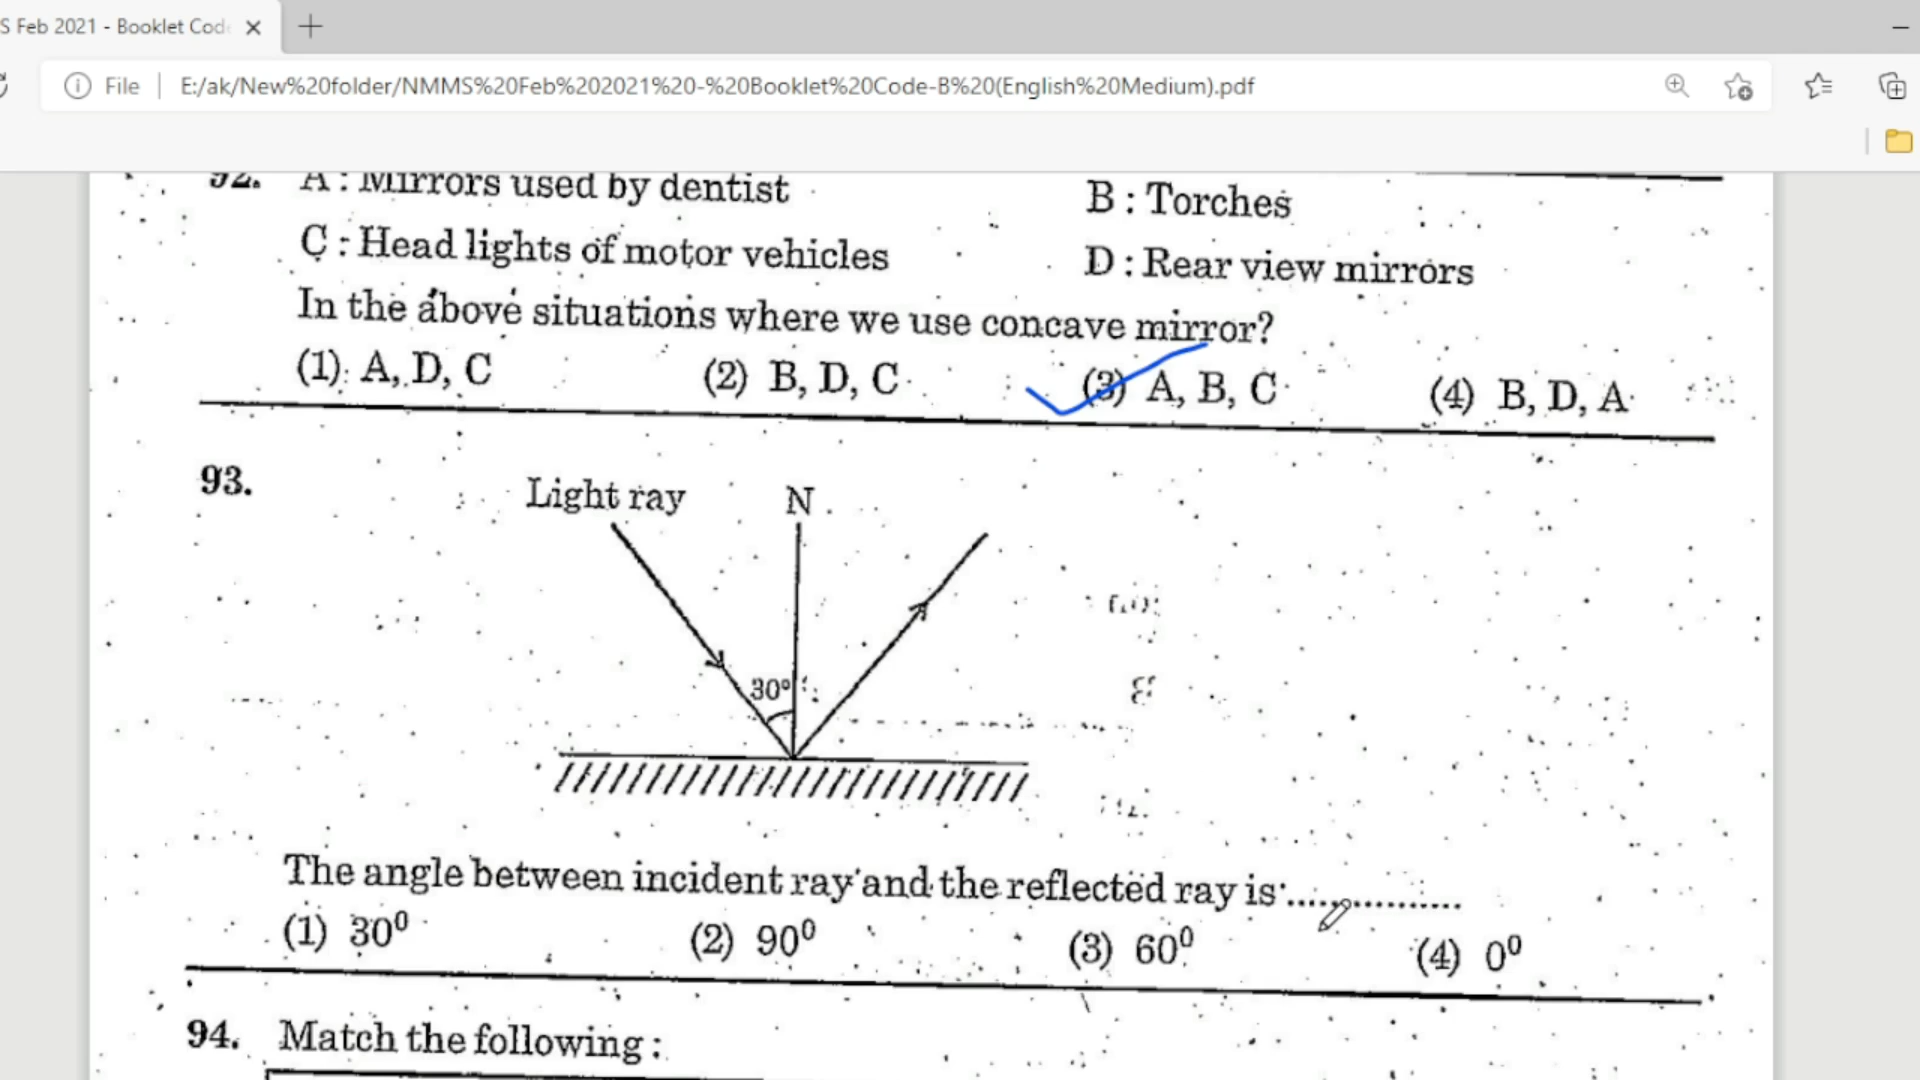 S Feb 2021 - Booklet Cod
File
E:/ak/New%20folder/NMMS%20Feb%202021%20-%20Booklet%20Code-B%20(English%20Medium).pdf
92. A : Mirrors used by dentist B : Torches
C : Head lights of motor vehicles D : Rear view mirrors
In the above situations where we use concave mirror?
(1) A, D, C (2) B, D, C (3) A, B, C (4) B, D, A
93.
Light ray N
30°
The angle between incident ray and the reflected ray is ................
(1) 30⁰ (2) 90⁰ (3) 60⁰ (4) 0⁰
94. Match the following :